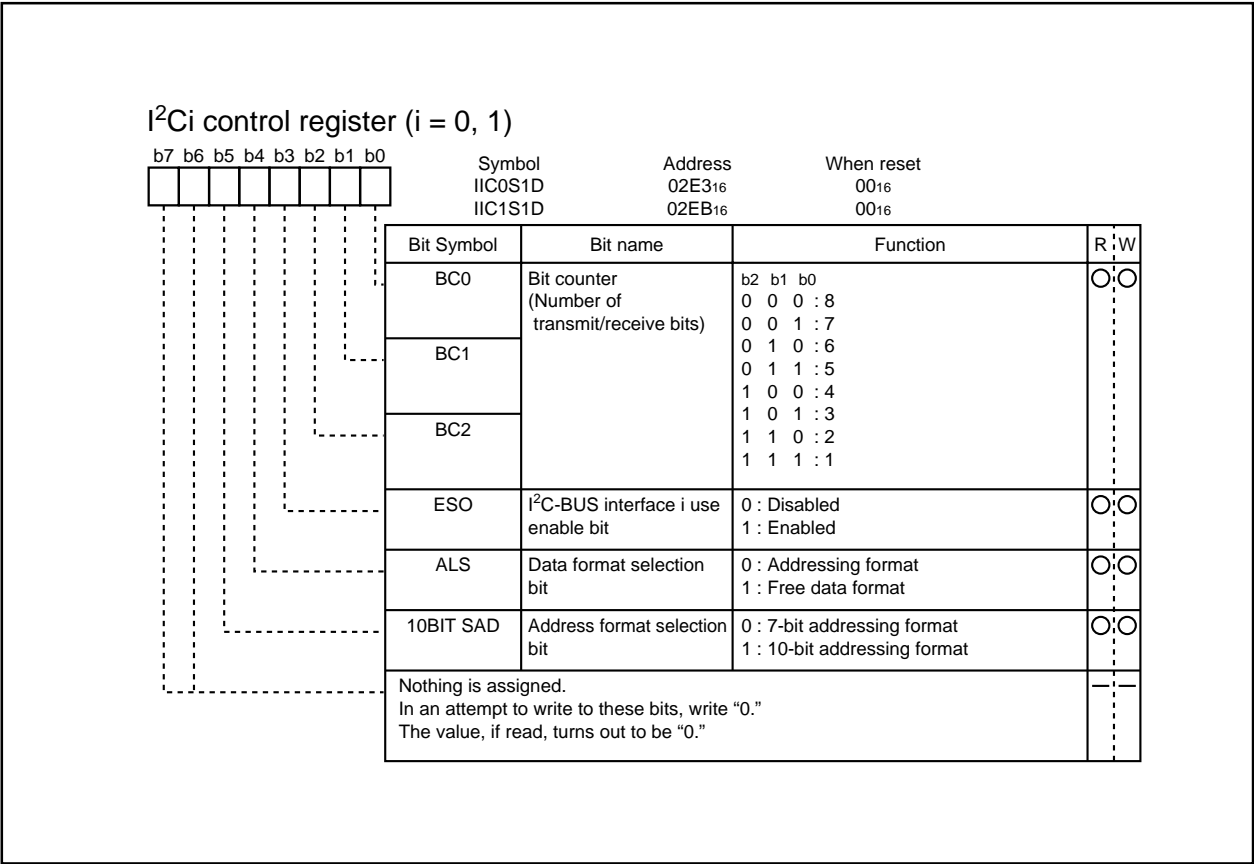 I²Ci control register (i = 0, 1)
b7 b6 b5 b4 b3 b2 b1 b0
Symbol Address When reset
IIC0S1D 02E316 0016
IIC1S1D 02EB16 0016
Bit Symbol Bit name Function R W
BC0 Bit counter b2 b1 b0
(Number of 0 0 0 : 8
transmit/receive bits) 0 0 1 : 7
0 1 0 : 6
BC1 0 1 1 : 5
1 0 0 : 4
1 0 1 : 3
BC2 1 1 0 : 2
1 1 1 : 1
ESO I²C-BUS interface i use 0 : Disabled
enable bit 1 : Enabled
ALS Data format selection 0 : Addressing format
bit 1 : Free data format
10BIT SAD Address format selection 0 : 7-bit addressing format
bit 1 : 10-bit addressing format
Nothing is assigned. — —
In an attempt to write to these bits, write “0.”
The value, if read, turns out to be “0.”